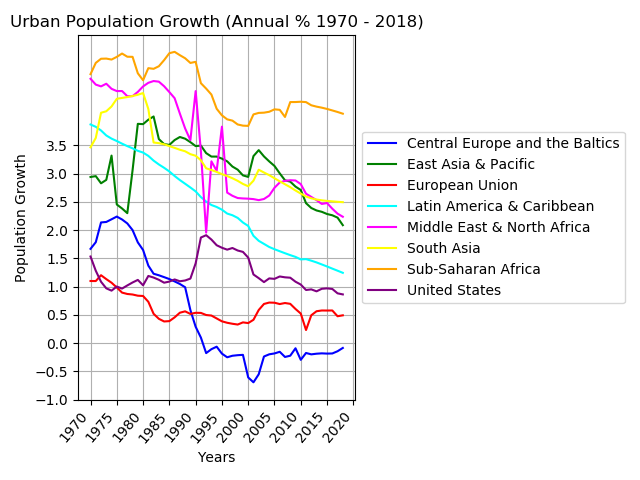 Urban Population Growth (Annual % 1970 - 2018)
Population Growth
3.5
3.0
2.5
2.0
1.5
1.0
0.5
0.0
−0.5
−1.0
1970
1975
1980
1985
1990
1995
2000
2005
2010
2015
2020
Years
Central Europe and the Baltics
East Asia & Pacific
European Union
Latin America & Caribbean
Middle East & North Africa
South Asia
Sub-Saharan Africa
United States